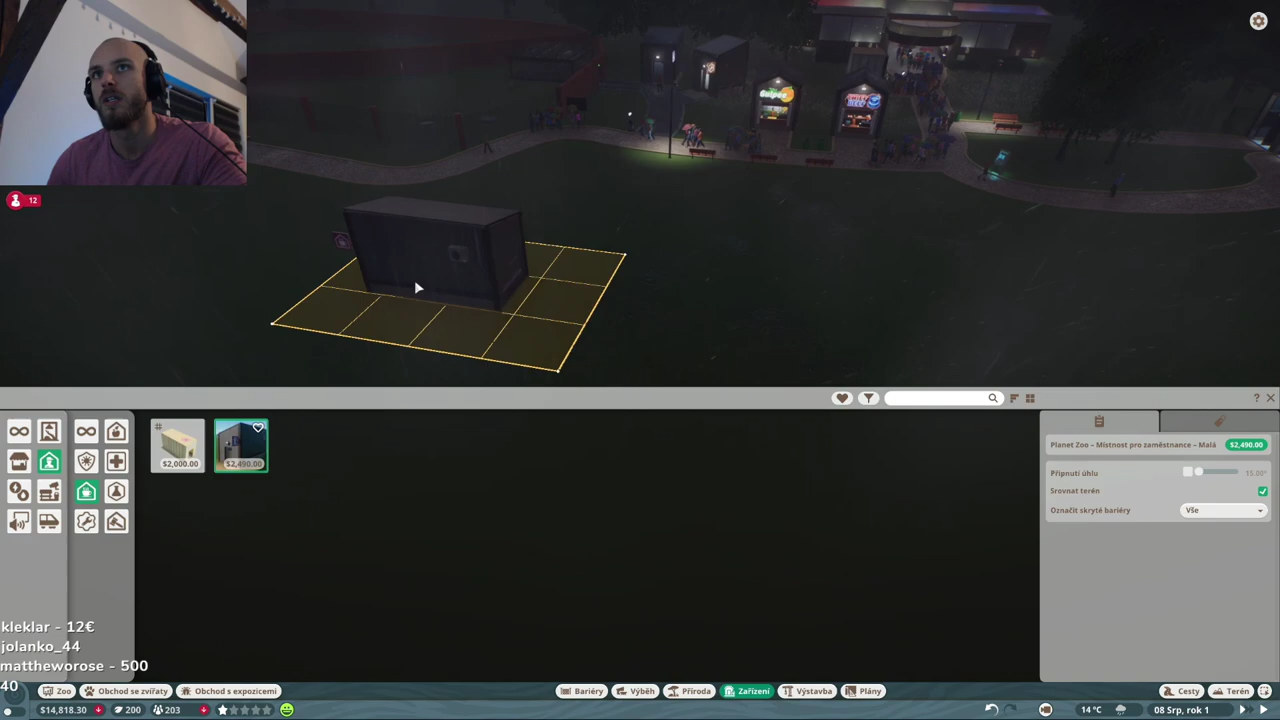 12
$2,000.00
$2,490.00
Planet Zoo – Místnost pro zaměstnance – Malá
$2,490.00
Připnutí úhlu
15.00°
Srovnat terén
Označit skryté bariéry
Vše
kleklar - 12€
jolanko_44
mattheworose - 500
40
Zoo
Obchod se zvířaty
Obchod s expozicemi
Bariéry
Výběh
Příroda
Zařízení
Výstavba
Plány
Cesty
Terén
$14,818.30
200
203
14 °C
08 Srp, rok 1